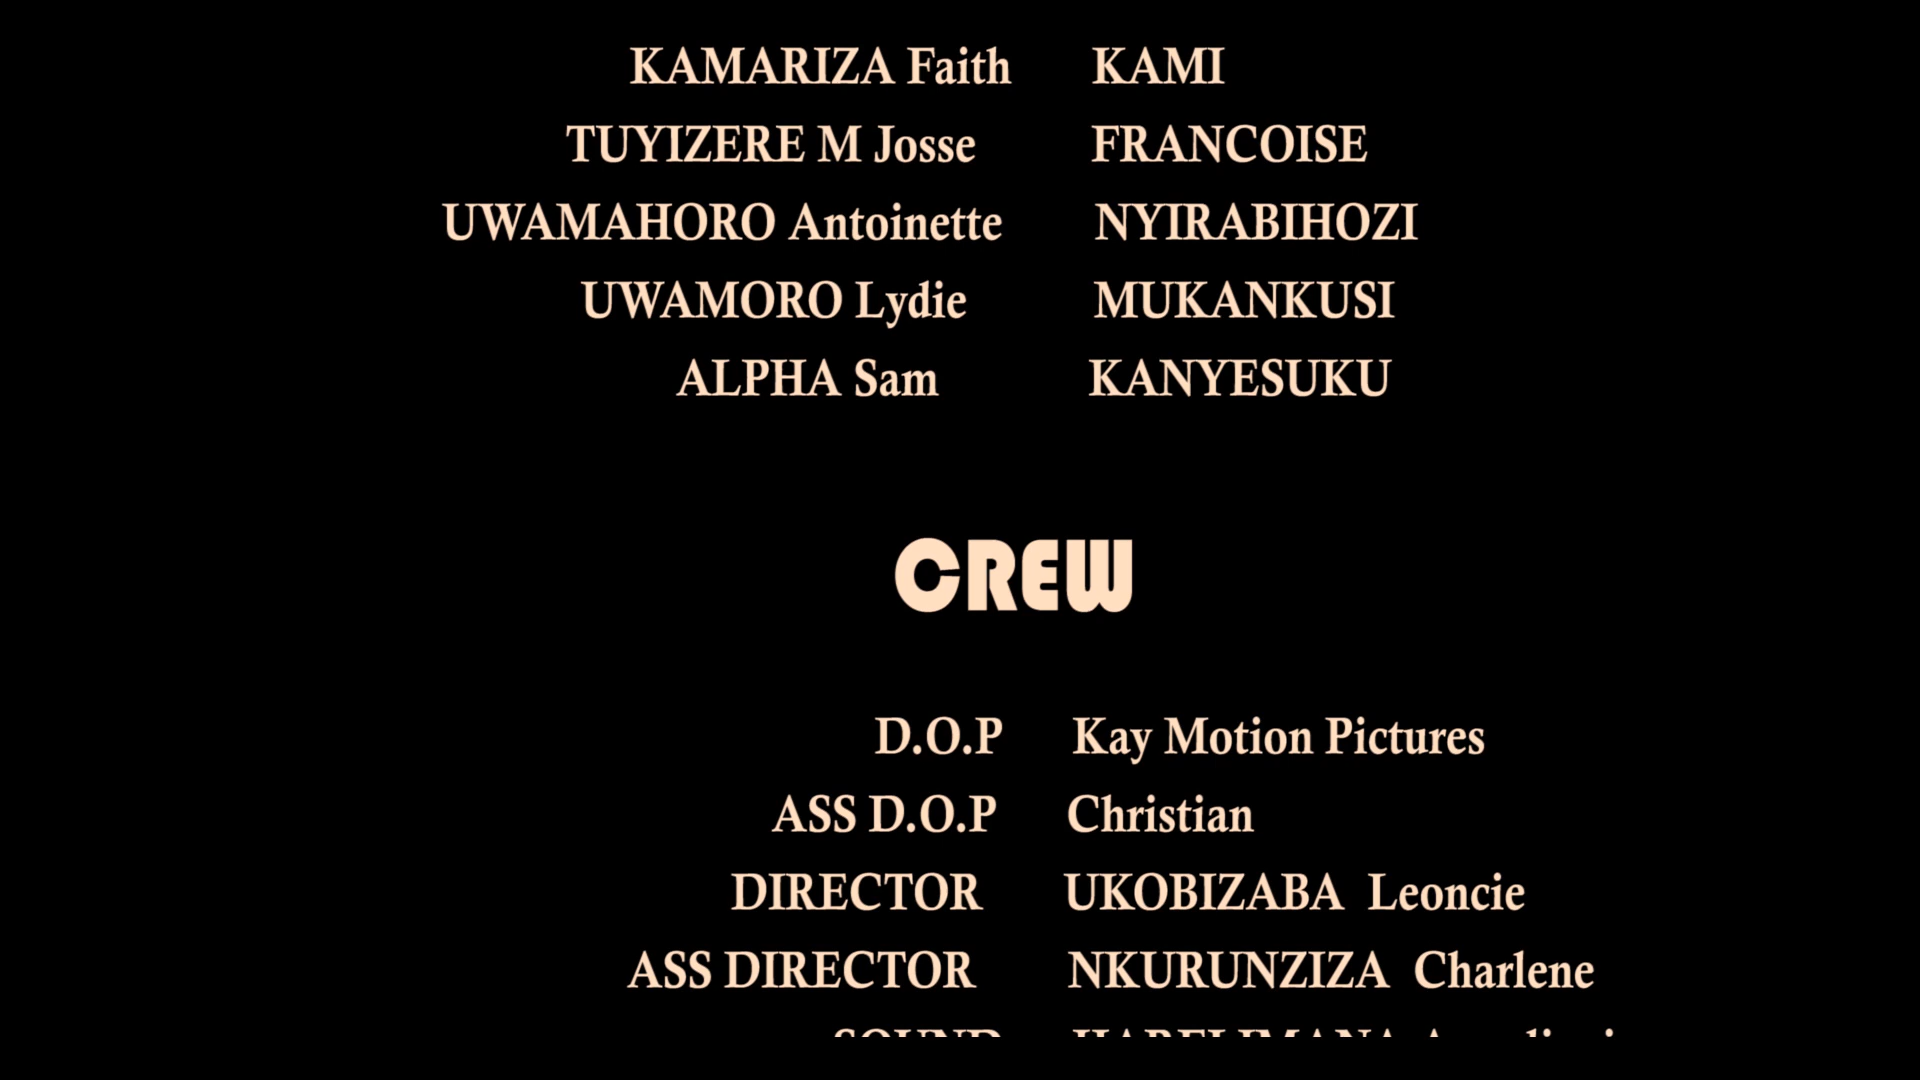 KAMARIZA Faith KAMI
TUYIZERE M Josse FRANCOISE
UWAMAHORO Antoinette NYIRABIHOZI
UWAMORO Lydie MUKANKUSI
ALPHA Sam KANYESUKU
CREW
D.O.P Kay Motion Pictures
ASS D.O.P Christian
DIRECTOR UKOBIZABA Leoncie
ASS DIRECTOR NKURUNZIZA Charlene
SOUND